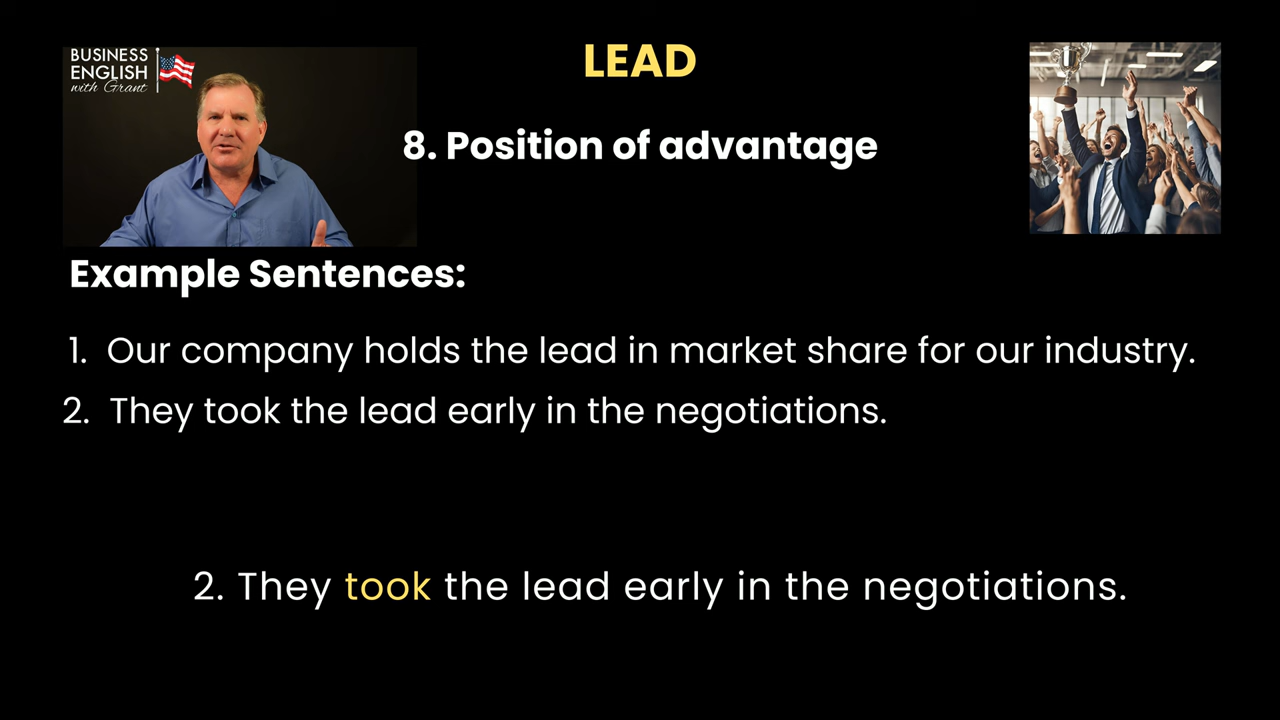 BUSINESS
ENGLISH
with Grant
LEAD
8. Position of advantage
Example Sentences:
1. Our company holds the lead in market share for our industry.
2. They took the lead early in the negotiations.
2. They took the lead early in the negotiations.